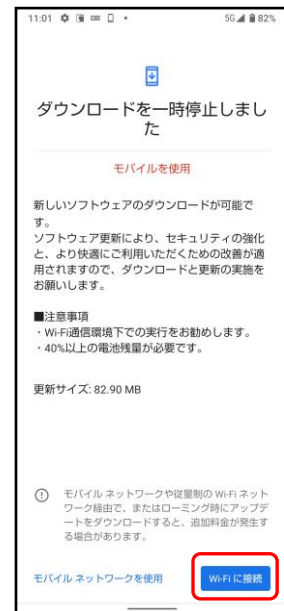 11:01 5G 82%
ダウンロードを一時停止しまし
た
モバイルを使用
新しいソフトウェアのダウンロードが可能で
す。
ソフトウェア更新により、セキュリティの強化
と、より快適にご利用いただくための改善が適
用されますので、ダウンロードと更新の実施を
お願いします。
■注意事項
・Wi-Fi通信環境下での実行をお勧めします。
・40%以上の電池残量が必要です。
更新サイズ: 82.90 MB
モバイル ネットワークや従量制の Wi-Fi ネット
ワーク経由で、またはローミング時にアップデ
ートをダウンロードすると、追加料金が発生す
る場合があります。
モバイル ネットワークを使用 Wi-Fi に接続